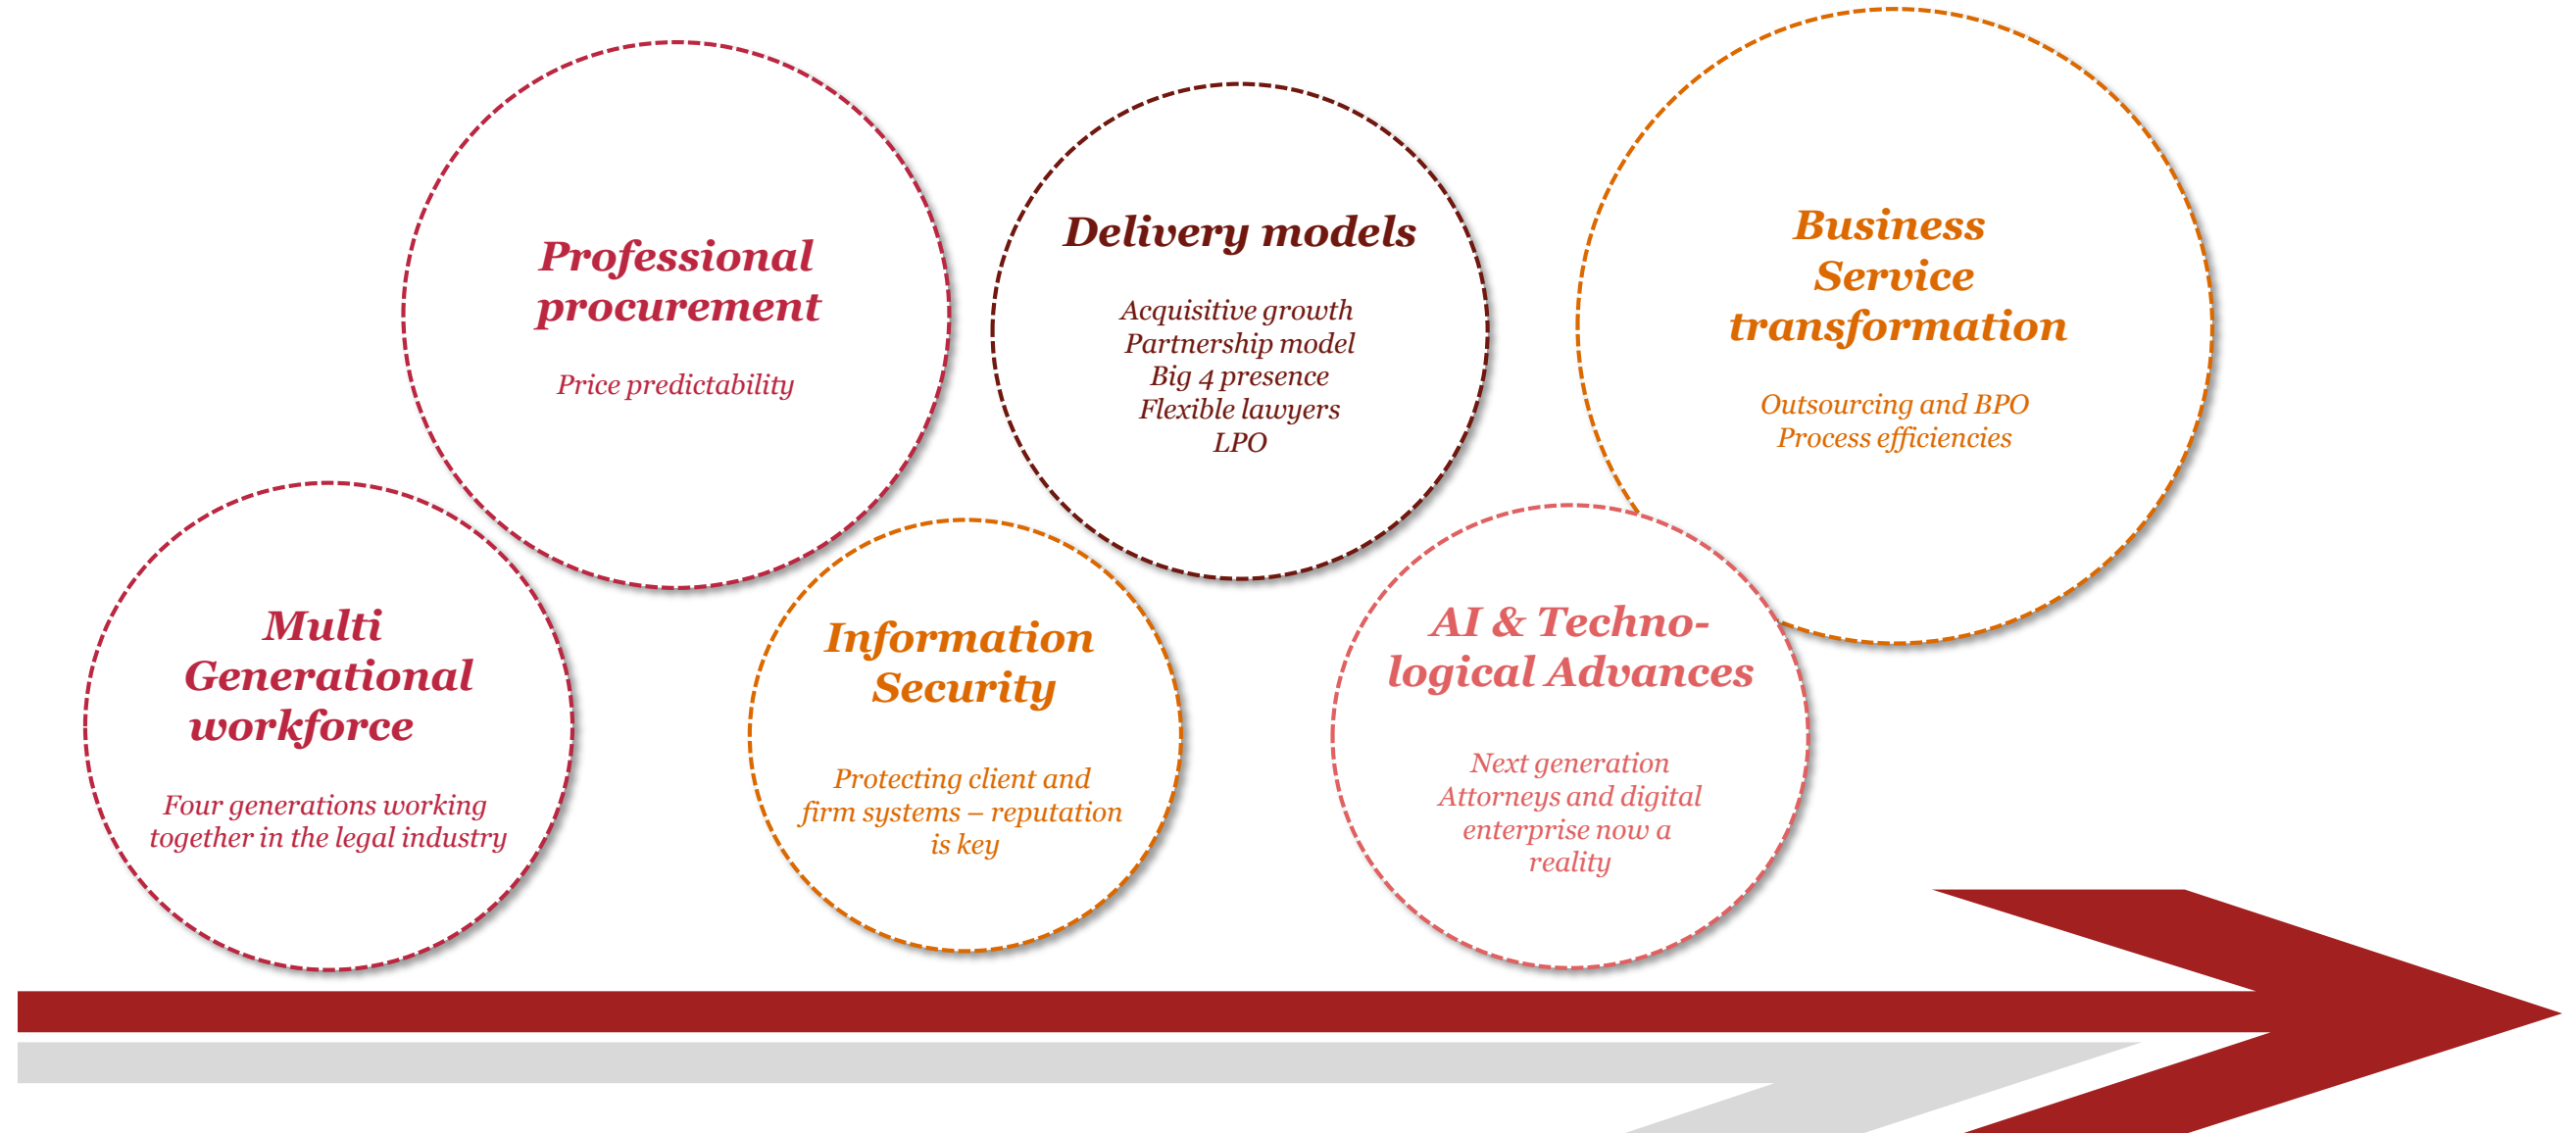 Professional
procurement
Price predictability
Delivery models
Acquisitive growth
Partnership model
Big 4 presence
Flexible lawyers
LPO
Business
Service
transformation
Outsourcing and BPO
Process efficiencies
Multi
Generational
workforce
Four generations working
together in the legal industry
Information
Security
Protecting client and
firm systems – reputation
is key
AI & Techno-
logical Advances
Next generation
Attorneys and digital
enterprise now a
reality